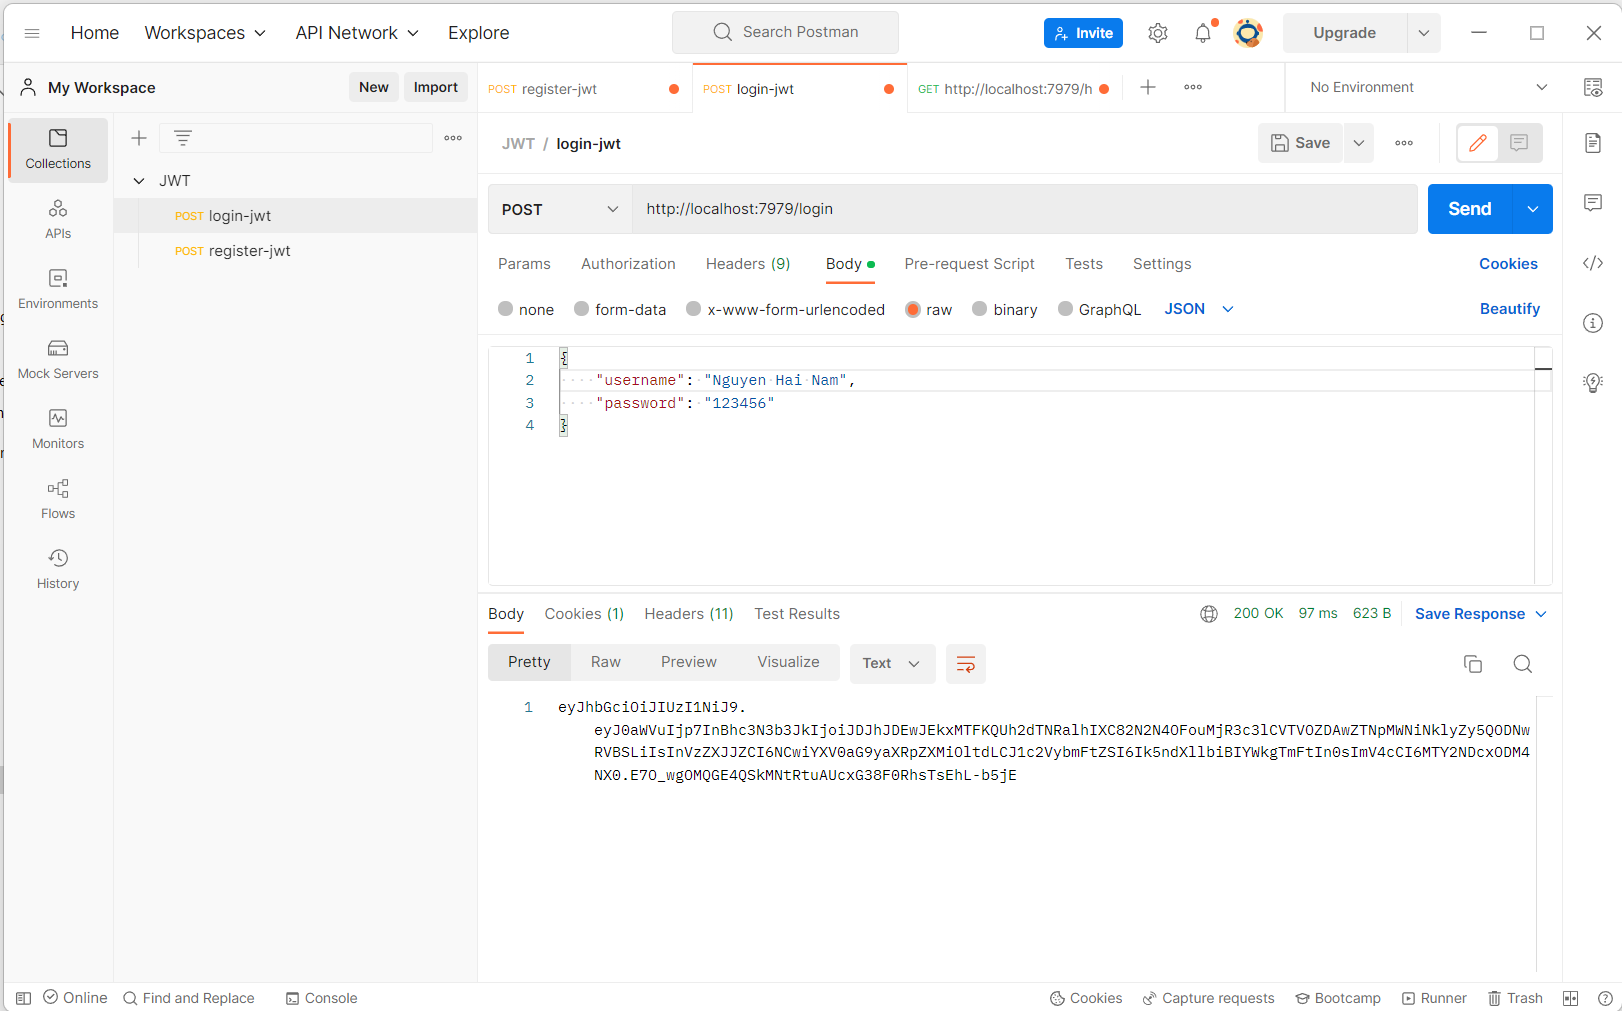 Home Workspaces API Network Explore Search Postman Invite Upgrade
My Workspace New Import POST register-jwt POST login-jwt GET http://localhost:7979/h No Environment
Collections
APIs
Environments
Mock Servers
Monitors
Flows
History
JWT
POST login-jwt
POST register-jwt
JWT / login-jwt Save
POST http://localhost:7979/login Send
Params Authorization Headers (9) Body Pre-request Script Tests Settings Cookies
none form-data x-www-form-urlencoded raw binary GraphQL JSON Beautify
1 {
2 "username": "Nguyen Hai Nam",
3 "password": "123456"
4 }
Body Cookies (1) Headers (11) Test Results 200 OK 97 ms 623 B Save Response
Pretty Raw Preview Visualize Text
1 eyJhbGciOiJIUzI1NiJ9.
eyJ0aWVuIjp7InBhc3N3b3JkIjoiJDJhJDEwJEkxMTFKQUh2dTNRalhIXC82N2N4OFouMjR3c3lCVTVOZDAwZTNpMWNiNklyZy5QODNw
RVBSLiIsInVzZXJJZCI6NCwiYXV0aG9yaXRpZXMiOltdLCJ1c2VybmFtZSI6Ik5ndXllbiBIYWkgTmFtIn0sImV4cCI6MTY2NDcxODM4
NX0.E7O_wgOMQGE4QSkMNtRtuAUcxG38F0RhsTsEhL-b5jE
Online Find and Replace Console Cookies Capture requests Bootcamp Runner Trash